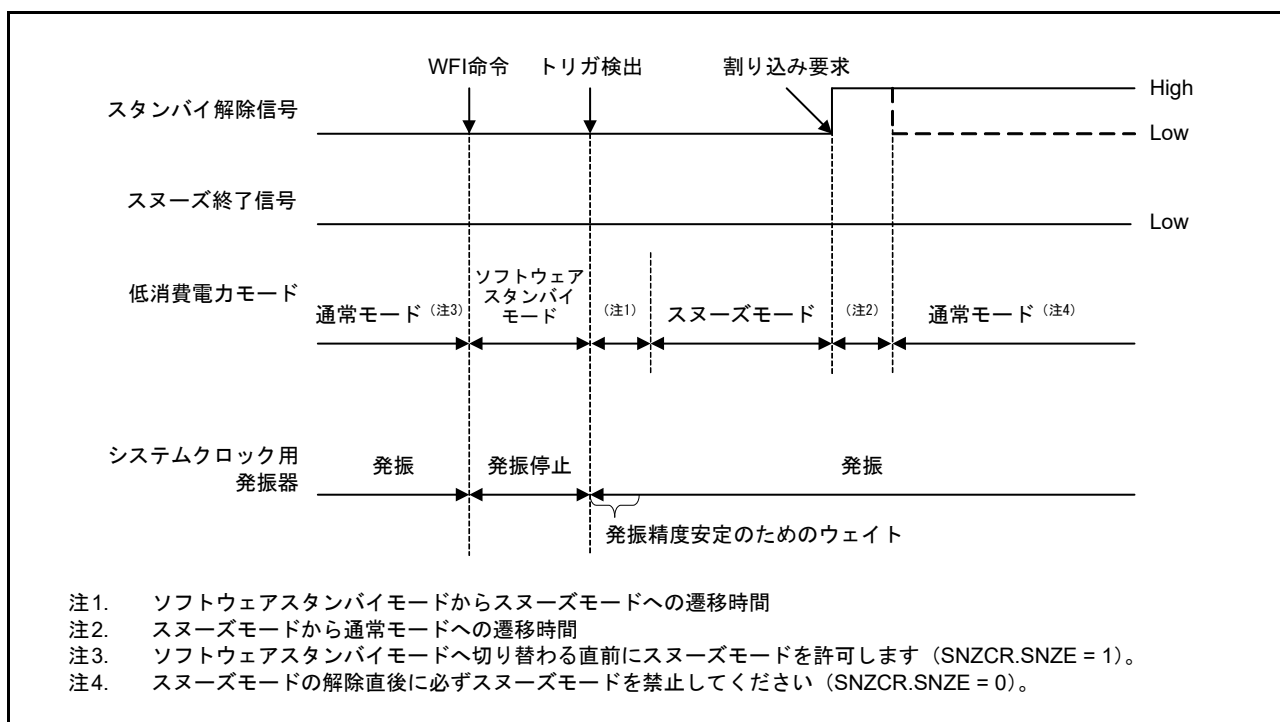 WFI命令 トリガ検出 割り込み要求
スタンバイ解除信号
High
Low
スヌーズ終了信号
Low
低消費電力モード
通常モード（注3）
ソフトウェア
スタンバイ
モード
（注1）
スヌーズモード
（注2）
通常モード（注4）
システムクロック用
発振器
発振
発振停止
発振
発振精度安定のためのウェイト
注1. ソフトウェアスタンバイモードからスヌーズモードへの遷移時間
注2. スヌーズモードから通常モードへの遷移時間
注3. ソフトウェアスタンバイモードへ切り替わる直前にスヌーズモードを許可します（SNZCR.SNZE = 1）。
注4. スヌーズモードの解除直後に必ずスヌーズモードを禁止してください（SNZCR.SNZE = 0）。